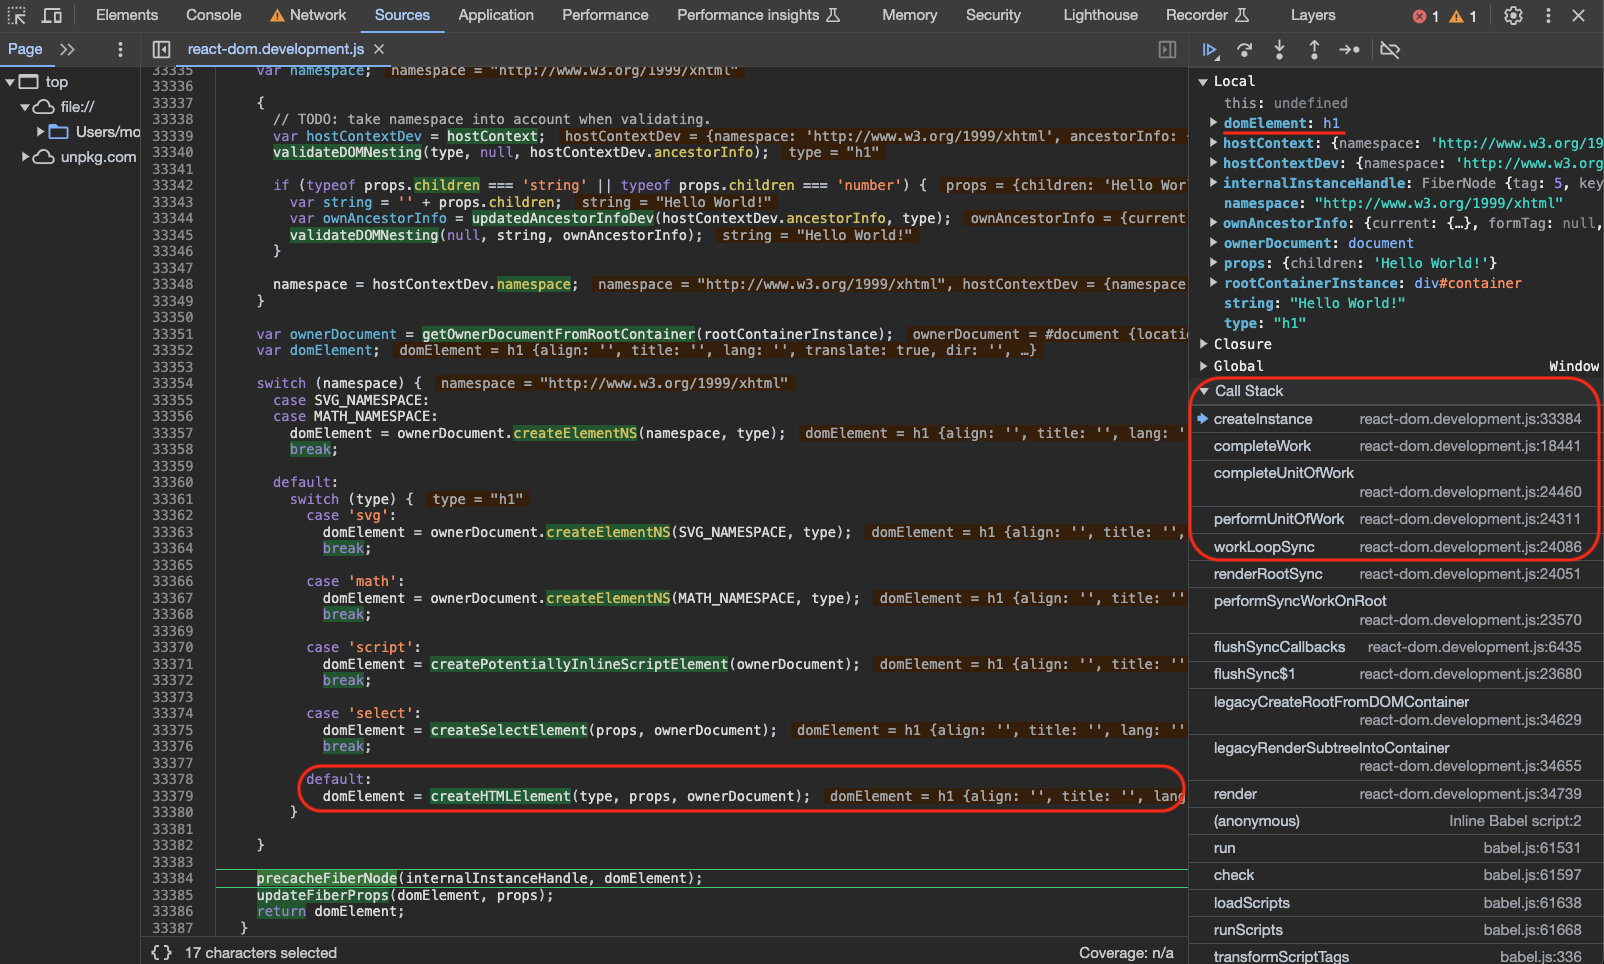 Elements Console Network Sources Application Performance Performance insights Memory Security Lighthouse Recorder Layers 1 1
Page
react-dom.development.js
top
file://
Users/mo
unpkg.com
33335 var namespace; namespace = "http://www.w3.org/1999/xhtml"
33336
33337 {
33338 // TODO: take namespace into account when validating.
33339 var hostContextDev = hostContext; hostContextDev = {namespace: 'http://www.w3.org/1999/xhtml', ancestorInfo:
33340 validateDOMNesting(type, null, hostContextDev.ancestorInfo); type = "h1"
33341
33342 if (typeof props.children === 'string' || typeof props.children === 'number') { props = {children: 'Hello Wor
33343 var string = '' + props.children; string = "Hello World!"
33344 var ownAncestorInfo = updatedAncestorInfoDev(hostContextDev.ancestorInfo, type); ownAncestorInfo = {current
33345 validateDOMNesting(null, string, ownAncestorInfo); string = "Hello World!"
33346 }
33347
33348 namespace = hostContextDev.namespace; namespace = "http://www.w3.org/1999/xhtml", hostContextDev = {namespace
33349 }
33350
33351 var ownerDocument = getOwnerDocumentFromRootContainer(rootContainerInstance); ownerDocument = #document {locati
33352 var domElement; domElement = h1 {align: '', title: '', lang: '', translate: true, dir: '', …}
33353
33354 switch (namespace) { namespace = "http://www.w3.org/1999/xhtml"
33355 case SVG_NAMESPACE:
33356 case MATH_NAMESPACE:
33357 domElement = ownerDocument.createElementNS(namespace, type); domElement = h1 {align: '', title: '', lang: '
33358 break;
33359
33360 default:
33361 switch (type) { type = "h1"
33362 case 'svg':
33363 domElement = ownerDocument.createElementNS(SVG_NAMESPACE, type); domElement = h1 {align: '', title: '',
33364 break;
33365
33366 case 'math':
33367 domElement = ownerDocument.createElementNS(MATH_NAMESPACE, type); domElement = h1 {align: '', title: ''
33368 break;
33369
33370 case 'script':
33371 domElement = createPotentiallyInlineScriptElement(ownerDocument); domElement = h1 {align: '', title: ''
33372 break;
33373
33374 case 'select':
33375 domElement = createSelectElement(props, ownerDocument); domElement = h1 {align: '', title: '', lang: ''
33376 break;
33377
33378 default:
33379 domElement = createHTMLElement(type, props, ownerDocument); domElement = h1 {align: '', title: '', lang
33380 }
33381
33382 }
33383
33384 precacheFiberNode(internalInstanceHandle, domElement);
33385 updateFiberProps(domElement, props);
33386 return domElement;
33387 }
{} 17 characters selected Coverage: n/a
Local
this: undefined
domElement: h1
hostContext: {namespace: 'http://www.w3.org/19
hostContextDev: {namespace: 'http://www.w3.org
internalInstanceHandle: FiberNode {tag: 5, key
namespace: "http://www.w3.org/1999/xhtml"
ownAncestorInfo: {current: {…}, formTag: null,
ownerDocument: document
props: {children: 'Hello World!'}
rootContainerInstance: div#container
string: "Hello World!"
type: "h1"
Closure
Global Window
Call Stack
createInstance react-dom.development.js:33384
completeWork react-dom.development.js:18441
completeUnitOfWork
react-dom.development.js:24460
performUnitOfWork react-dom.development.js:24311
workLoopSync react-dom.development.js:24086
renderRootSync react-dom.development.js:24051
performSyncWorkOnRoot
react-dom.development.js:23570
flushSyncCallbacks react-dom.development.js:6435
flushSync$1 react-dom.development.js:23680
legacyCreateRootFromDOMContainer
react-dom.development.js:34629
legacyRenderSubtreeIntoContainer
react-dom.development.js:34655
render react-dom.development.js:34739
(anonymous) Inline Babel script:2
run babel.js:61531
check babel.js:61597
loadScripts babel.js:61638
runScripts babel.js:61668
transformScriptTags babel.js:336